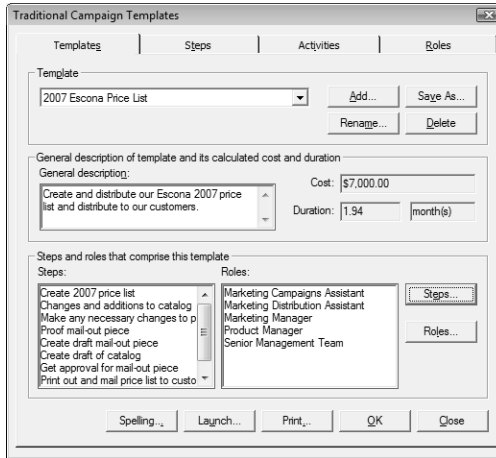 Traditional Campaign Templates
Templates Steps Activities Roles
Template
2007 Escona Price List
Add... Save As...
Rename... Delete
General description of template and its calculated cost and duration
General description:
Create and distribute our Escona 2007 price
list and distribute to our customers.
Cost: $7,000.00
Duration: 1.94 month(s)
Steps and roles that comprise this template
Steps:
Create 2007 price list
Changes and additions to catalog
Make any necessary changes to p
Proof mail-out piece
Create draft mail-out piece
Create draft of catalog
Get approval for mail-out piece
Print out and mail price list to custo
Roles:
Marketing Campaigns Assistant
Marketing Distribution Assistant
Marketing Manager
Product Manager
Senior Management Team
Steps...
Roles...
Spelling... Launch... Print... OK Close